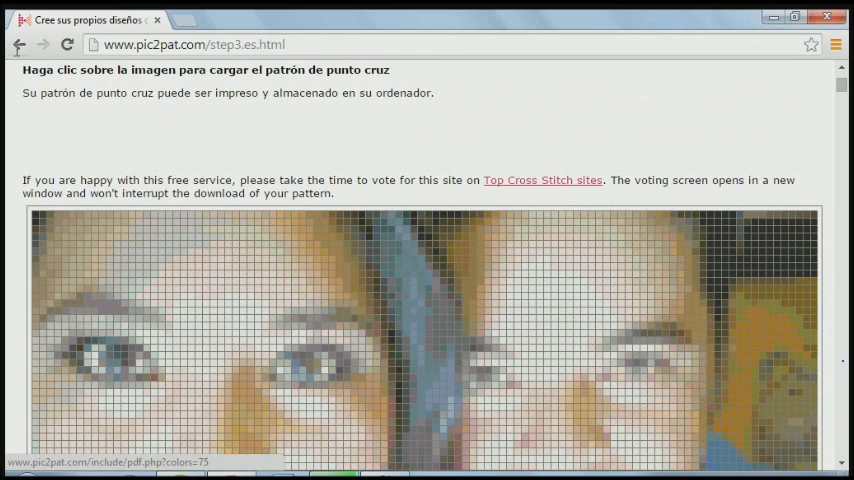 Cree sus propios diseños
www.pic2pat.com/step3.es.html
Haga clic sobre la imagen para cargar el patrón de punto cruz
Su patrón de punto cruz puede ser impreso y almacenado en su ordenador.
If you are happy with this free service, please take the time to vote for this site on Top Cross Stitch sites. The voting screen opens in a new
window and won't interrupt the download of your pattern.
www.pic2pat.com/include/pdf.php?colors=75